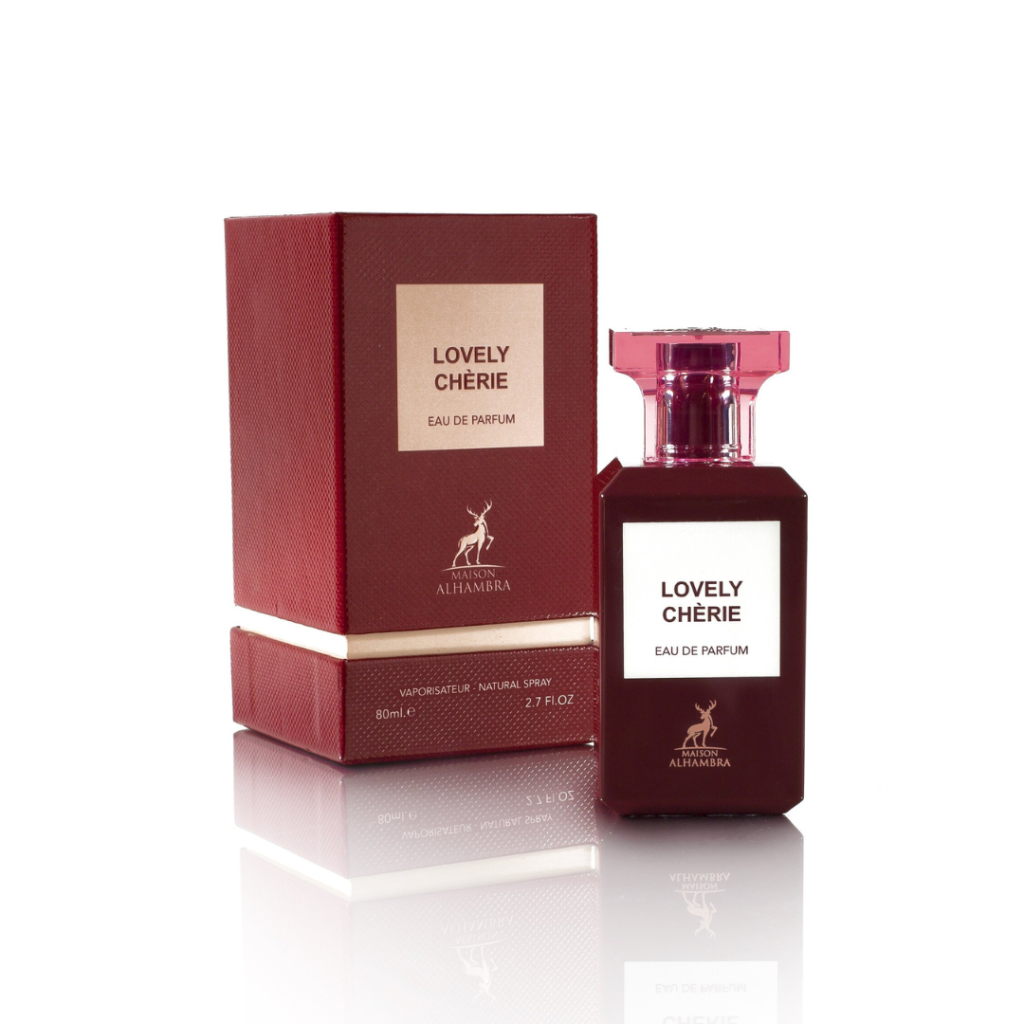 LOVELY
CHÈRIE
EAU DE PARFUM
MAISON
ALHAMBRA
VAPORISATEUR - NATURAL SPRAY
80ml.e 2.7 Fl.OZ
LOVELY
CHÈRIE
EAU DE PARFUM
MAISON
ALHAMBRA